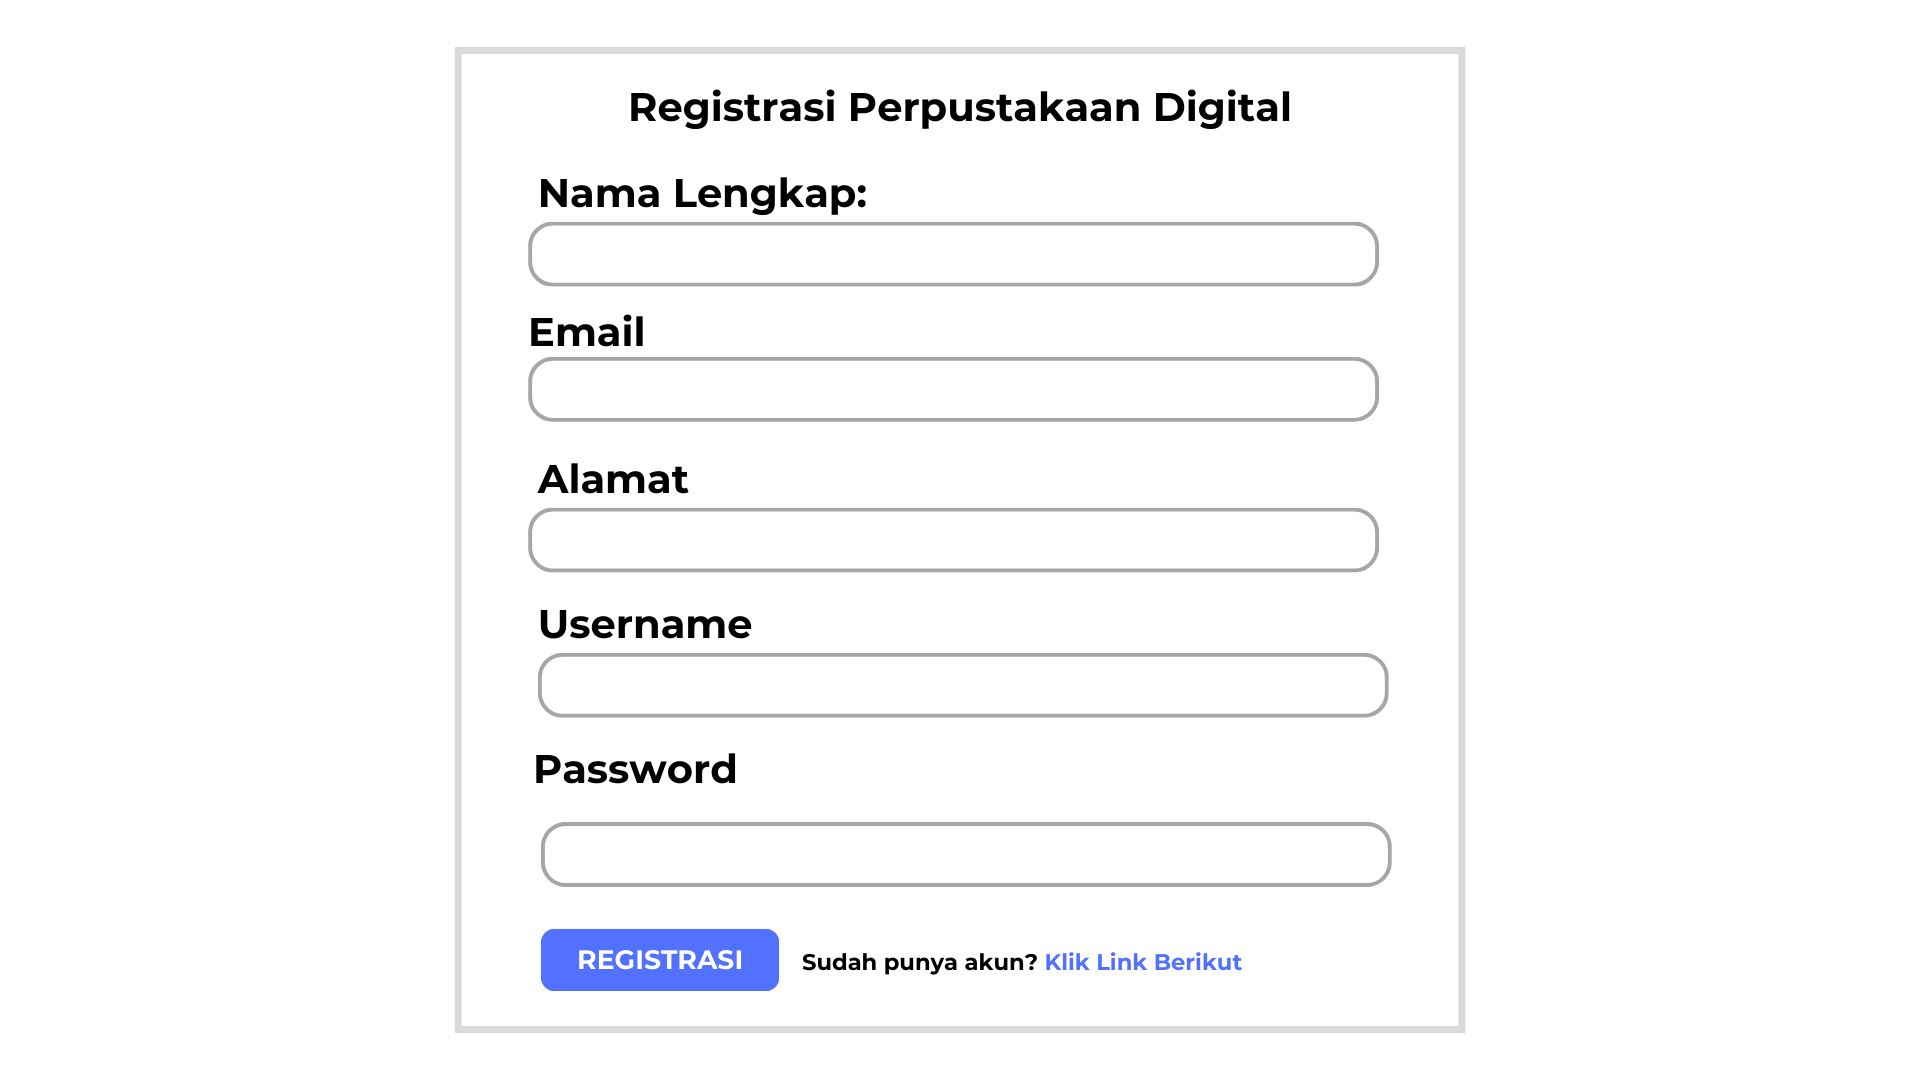 Registrasi Perpustakaan Digital
Nama Lengkap:
Email
Alamat
Username
Password
REGISTRASI
Sudah punya akun? Klik Link Berikut